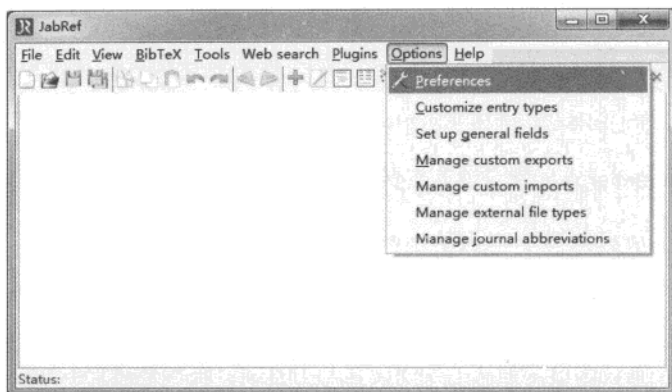 JabRef
File Edit View BibTeX Tools Web search Plugins Options Help
Preferences
Customize entry types
Set up general fields
Manage custom exports
Manage custom imports
Manage external file types
Manage journal abbreviations
Status: